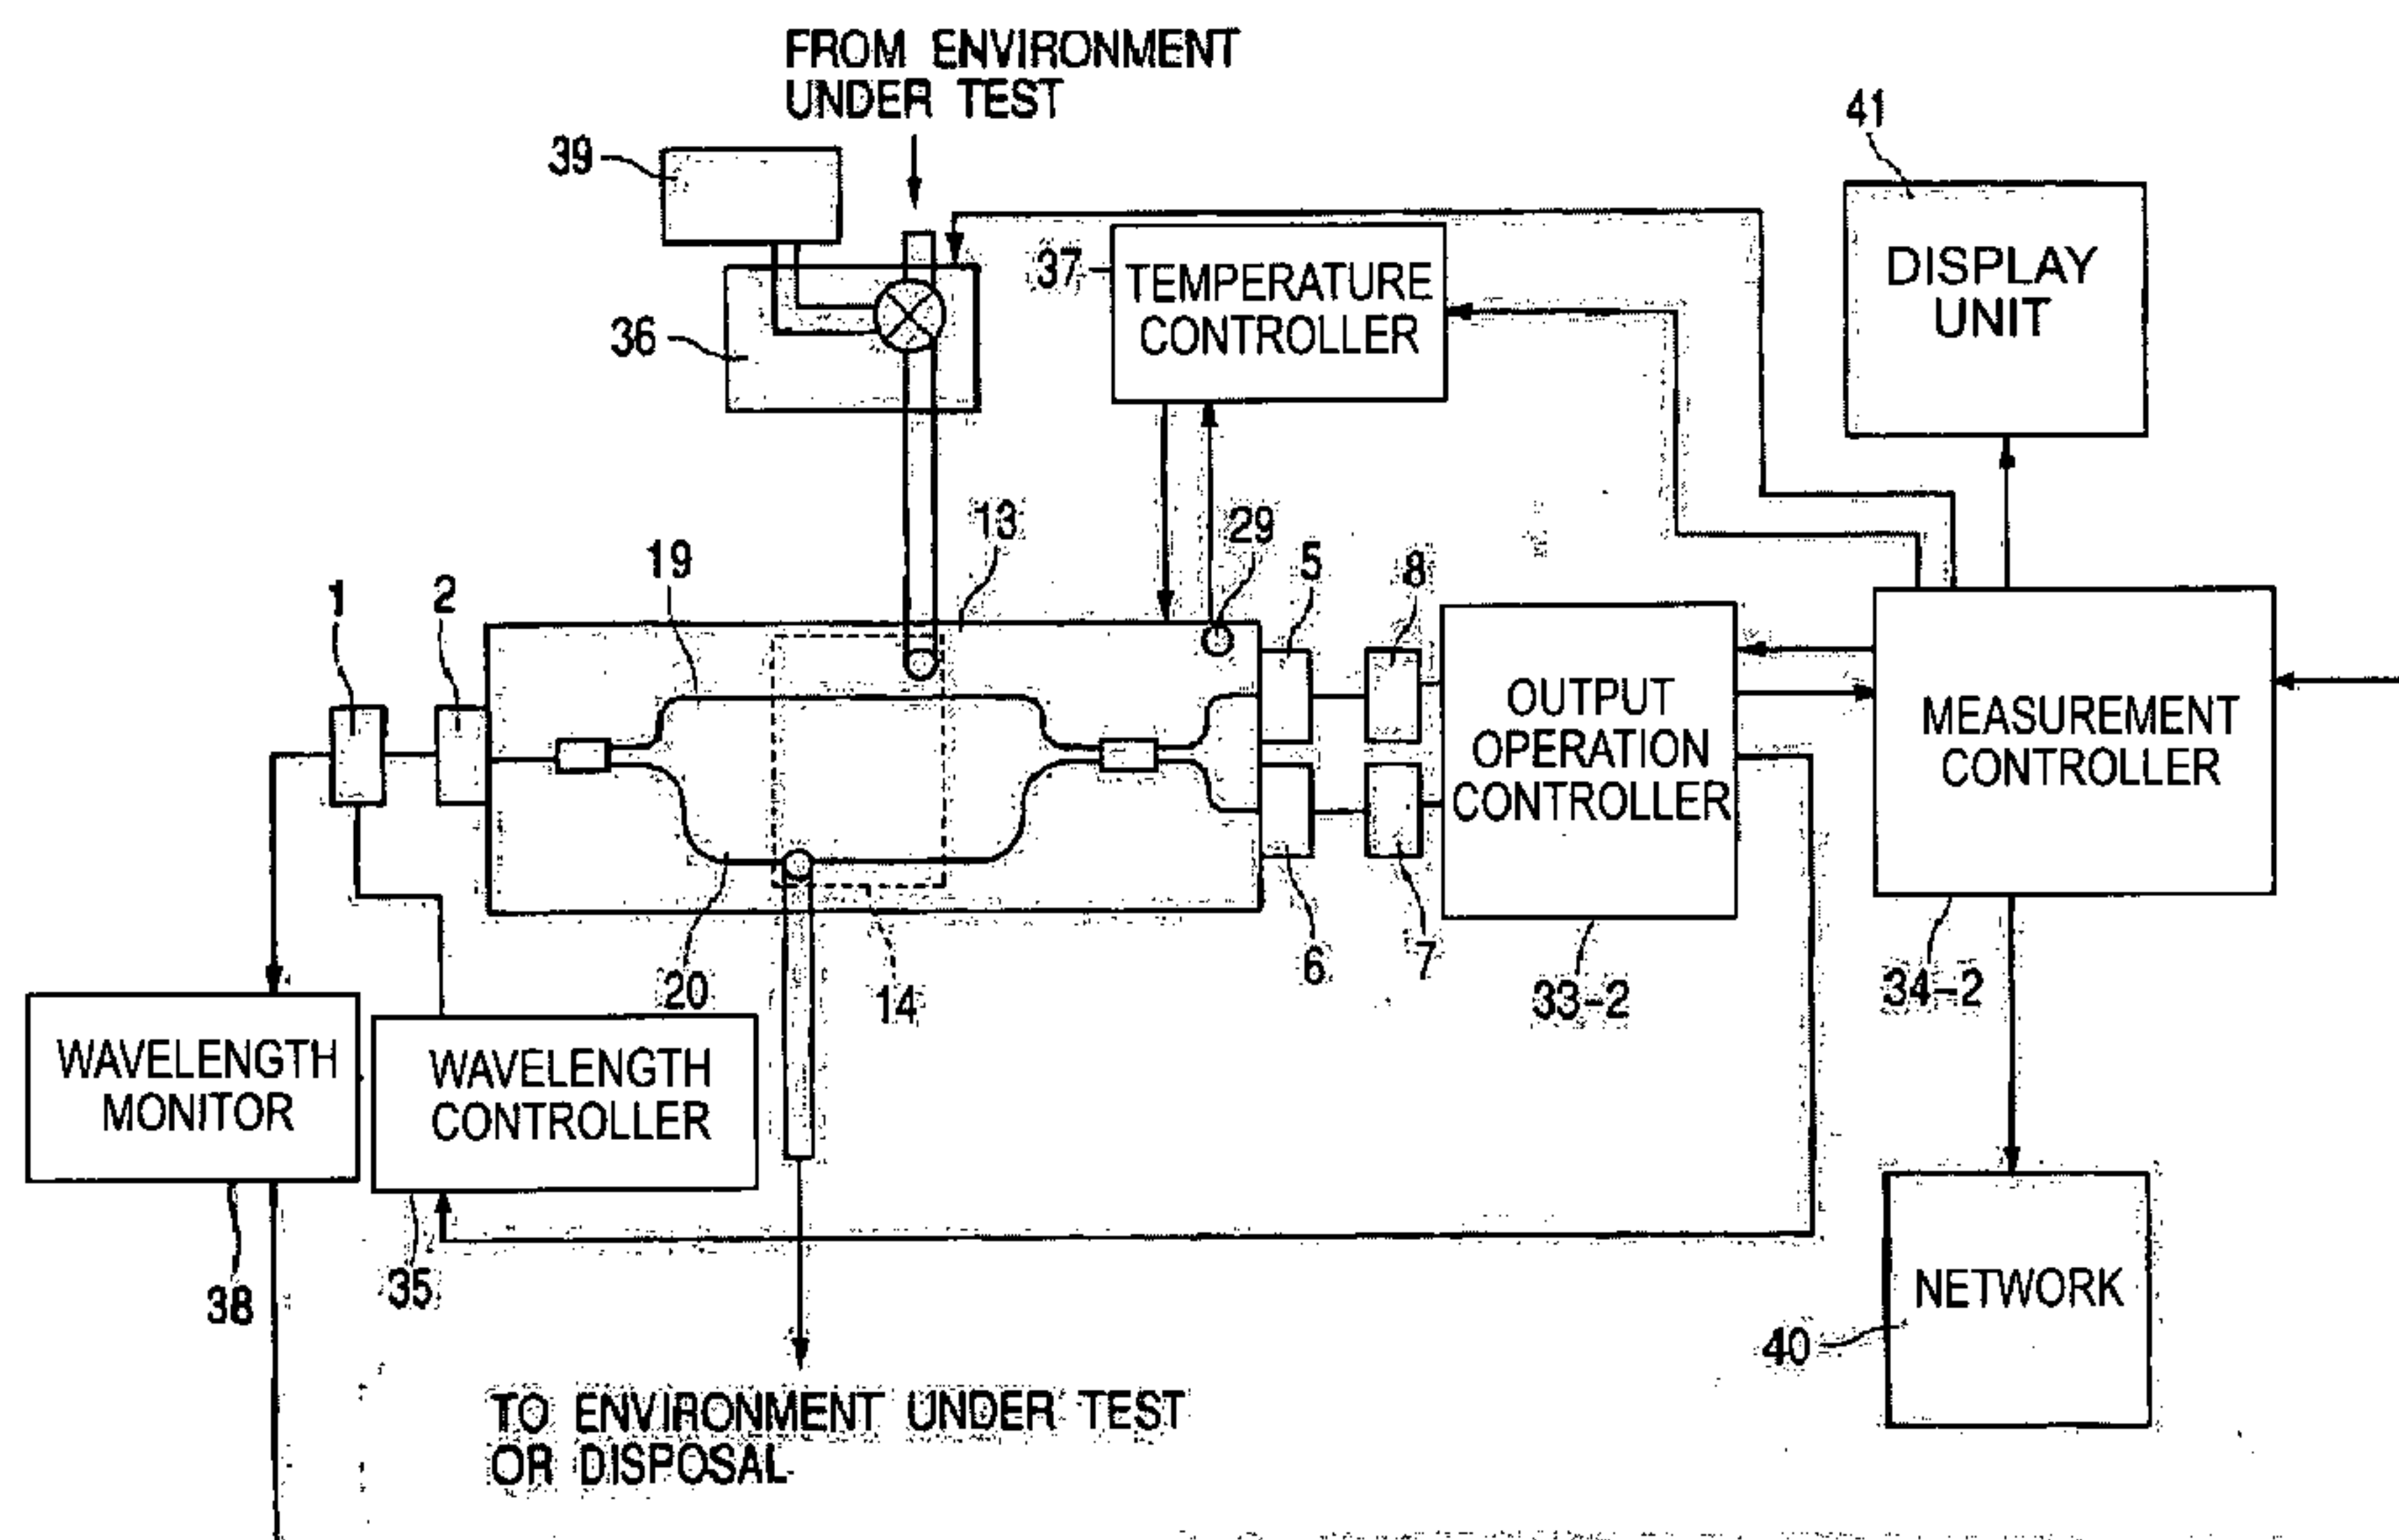 FROM ENVIRONMENT
UNDER TEST
41
39
DISPLAY
UNIT
37
TEMPERATURE
CONTROLLER
36
13
29
5
8
19
1
2
OUTPUT
OPERATION
CONTROLLER
MEASUREMENT
CONTROLLER
20
14
6
7
33-2
34-2
WAVELENGTH
MONITOR
WAVELENGTH
CONTROLLER
38
35
NETWORK
40
TO ENVIRONMENT UNDER TEST
OR DISPOSAL